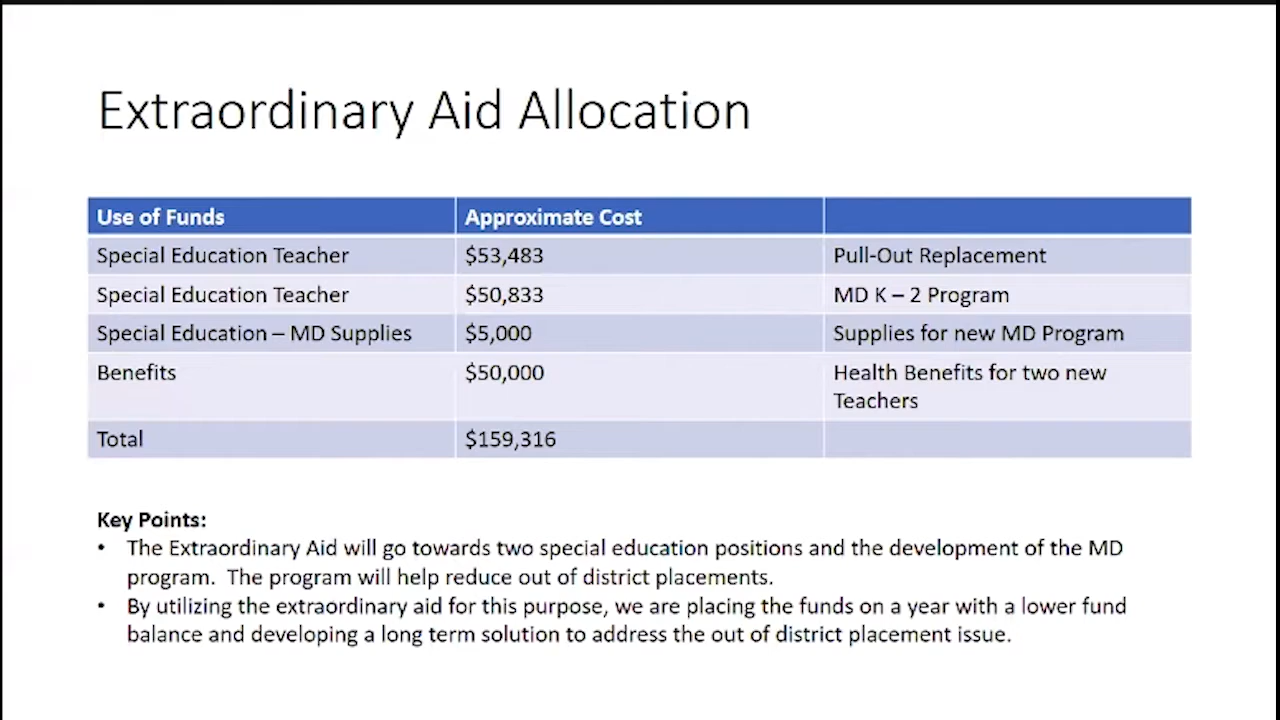 Extraordinary Aid Allocation
Use of Funds Approximate Cost
Special Education Teacher $53,483 Pull-Out Replacement
Special Education Teacher $50,833 MD K – 2 Program
Special Education – MD Supplies $5,000 Supplies for new MD Program
Benefits $50,000 Health Benefits for two new
Teachers
Total $159,316
Key Points:
• The Extraordinary Aid will go towards two special education positions and the development of the MD
program.  The program will help reduce out of district placements.
• By utilizing the extraordinary aid for this purpose, we are placing the funds on a year with a lower fund
balance and developing a long term solution to address the out of district placement issue.